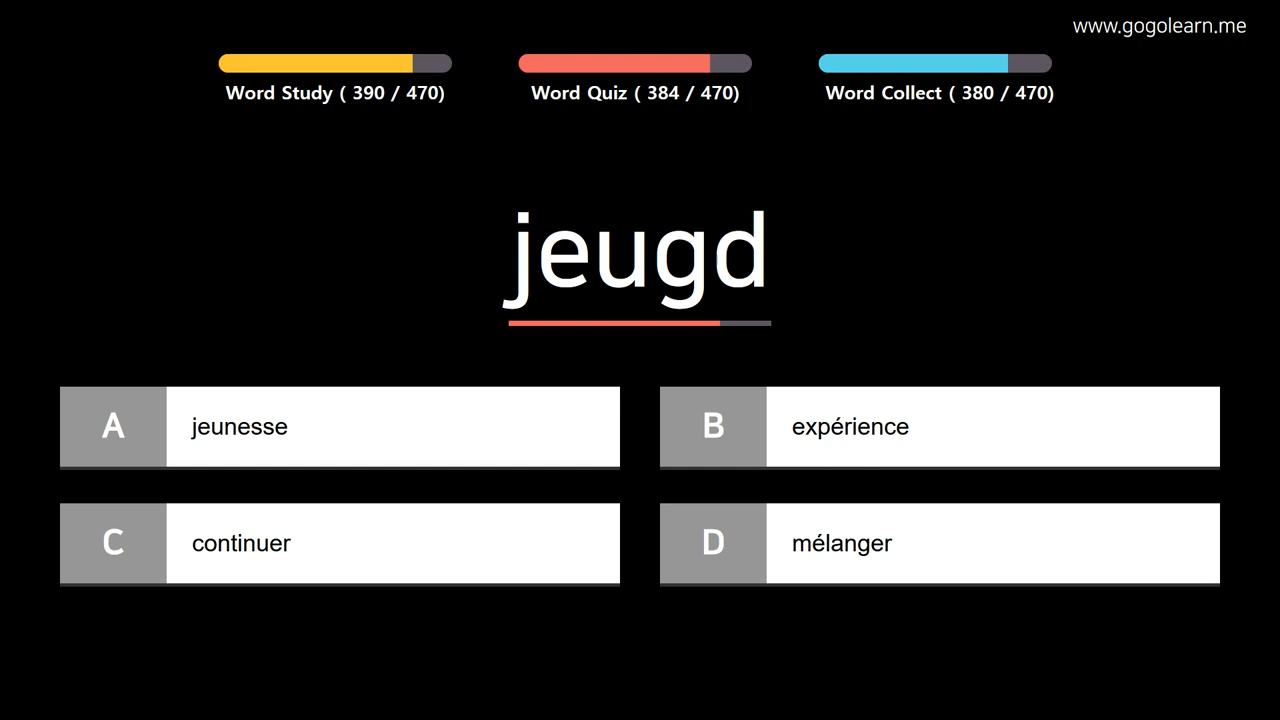 www.gogolearn.me
Word Study ( 390 / 470)
Word Quiz ( 384 / 470)
Word Collect ( 380 / 470)
jeugd
A jeunesse
B expérience
C continuer
D mélanger